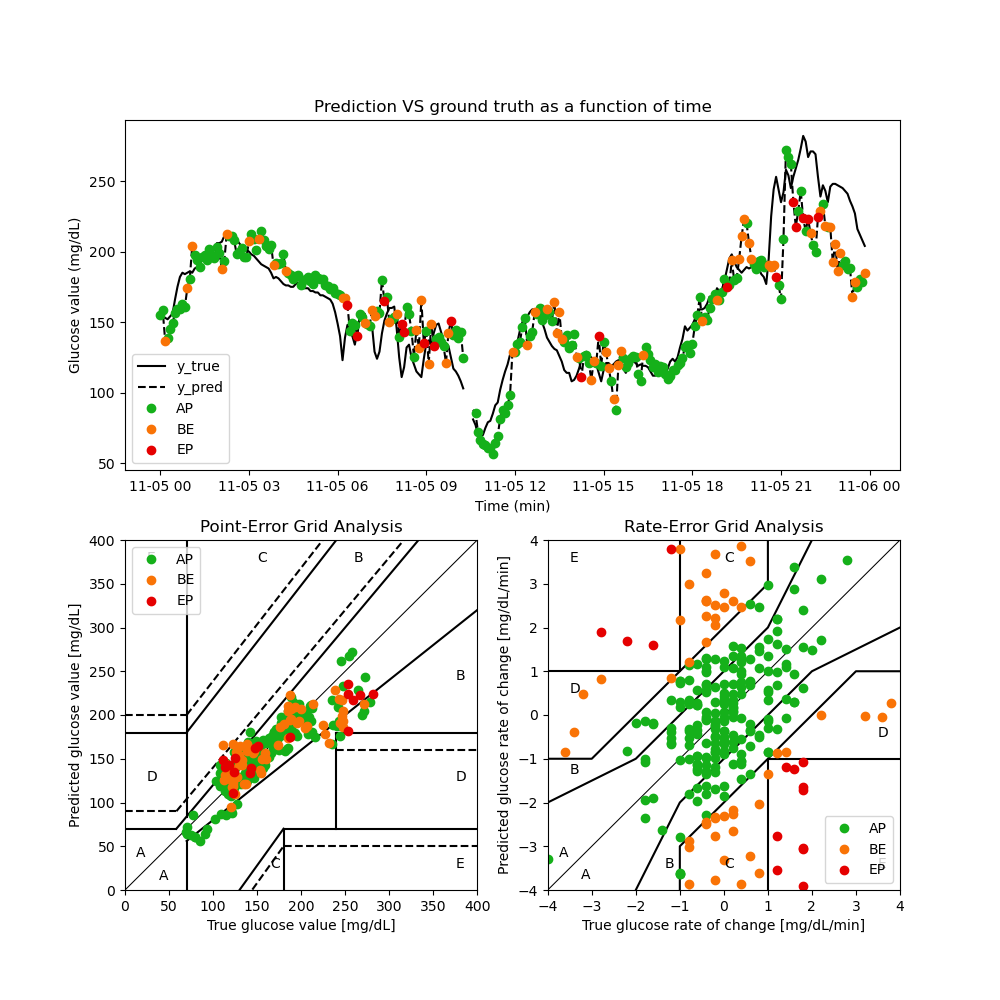 Prediction VS ground truth as a function of time
Glucose value (mg/dL)
250
200
150
100
50
y_true
y_pred
AP
BE
EP
11-05 00 11-05 03 11-05 06 11-05 09 11-05 12 11-05 15 11-05 18 11-05 21 11-06 00
Time (min)
Point-Error Grid Analysis
Predicted glucose value [mg/dL]
400
350
300
250
200
150
100
50
0
AP
BE
EP
E
C
B
B
D
D
A
A
C
E
0 50 100 150 200 250 300 350 400
True glucose value [mg/dL]
Rate-Error Grid Analysis
Predicted glucose rate of change [mg/dL/min]
4
3
2
1
0
−1
−2
−3
−4
E
C
D
D
B
A
A
B
C
E
AP
BE
EP
−4 −3 −2 −1 0 1 2 3 4
True glucose rate of change [mg/dL/min]